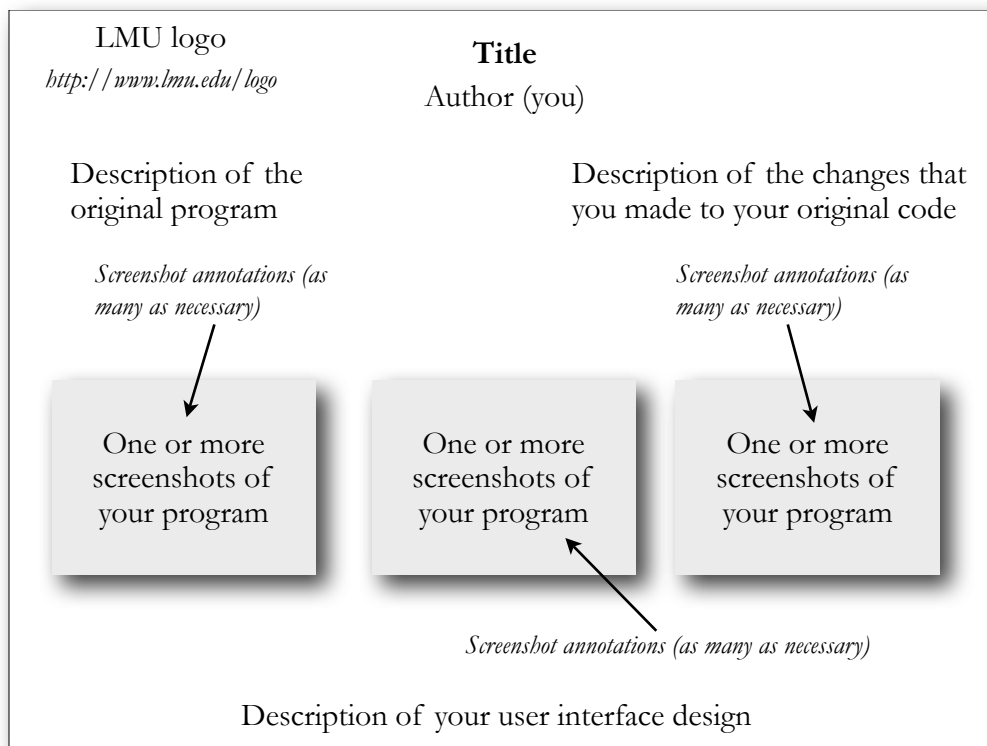 LMU logo
http://www.lmu.edu/logo
Title
Author (you)
Description of the
original program
Description of the changes that
you made to your original code
Screenshot annotations (as
many as necessary)
Screenshot annotations (as
many as necessary)
One or more
screenshots of
your program
One or more
screenshots of
your program
One or more
screenshots of
your program
Screenshot annotations (as many as necessary)
Description of your user interface design